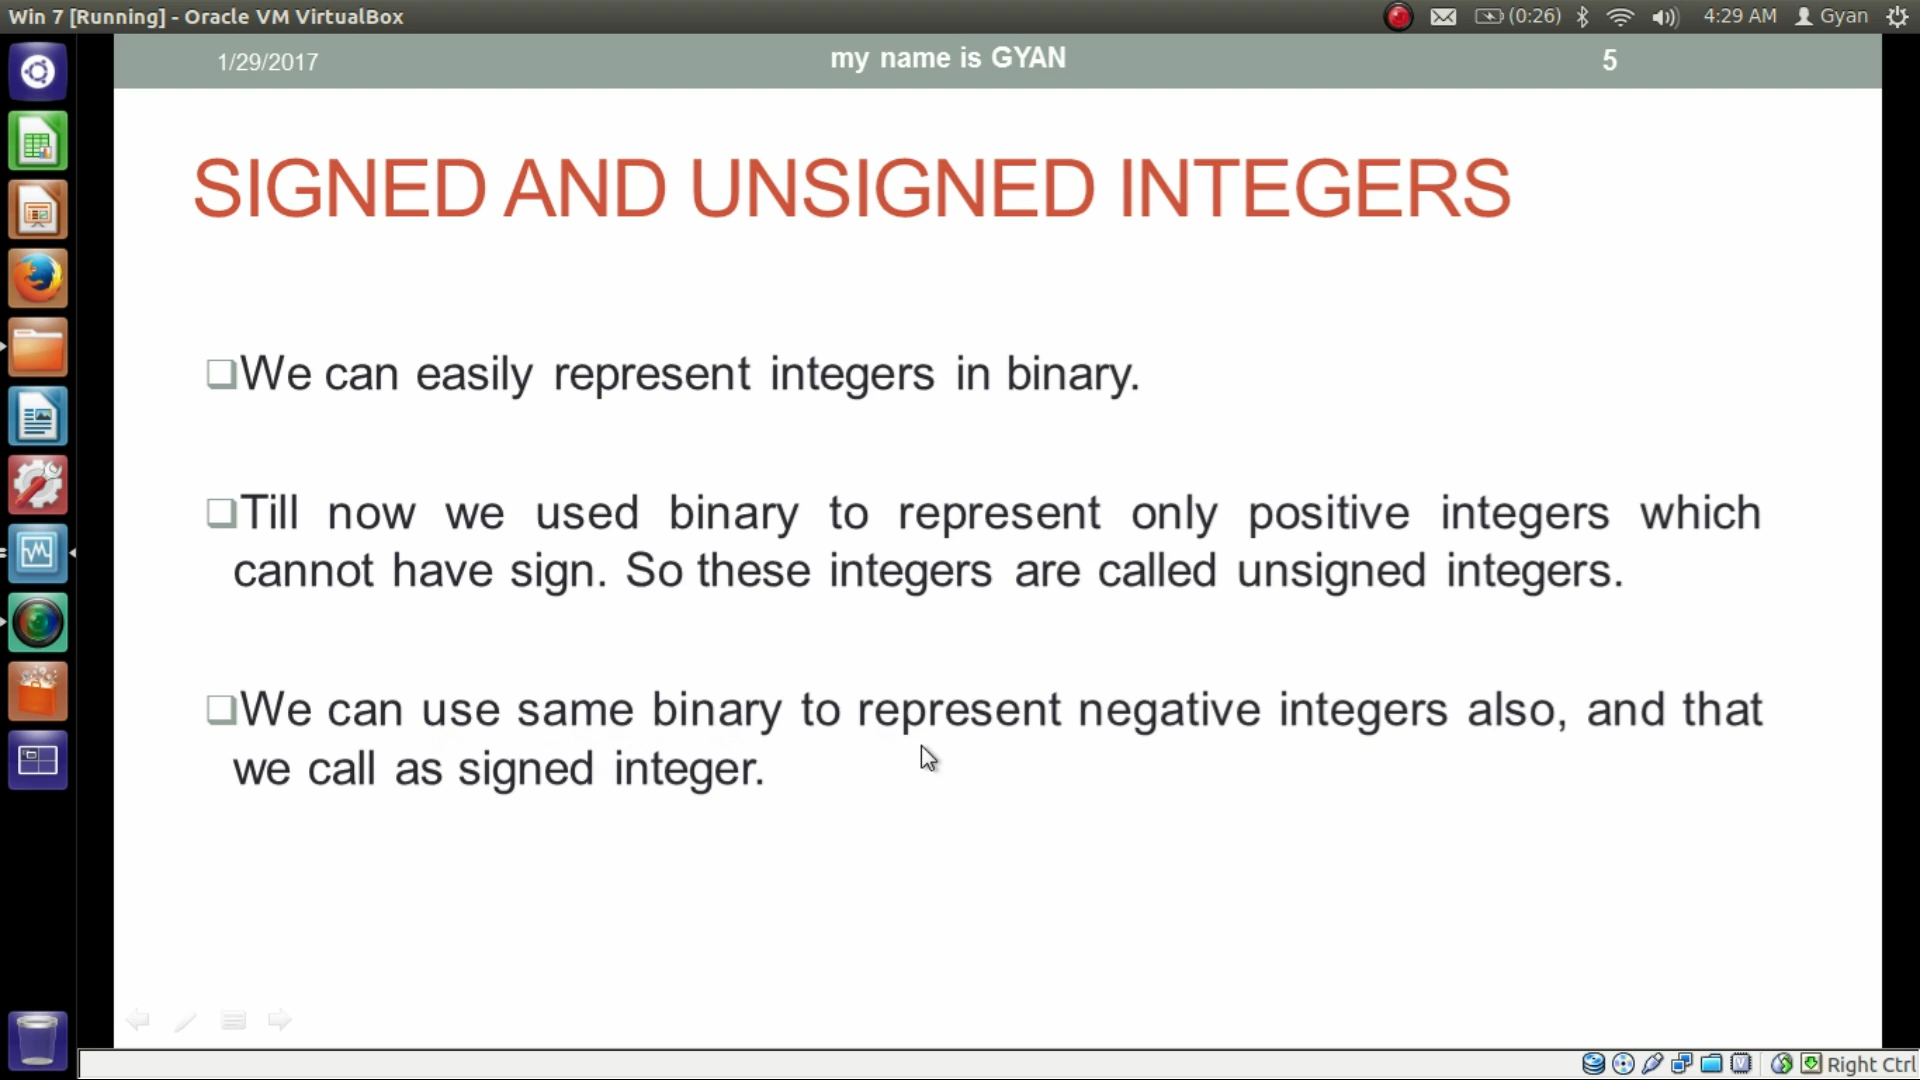 Win 7 [Running] - Oracle VM VirtualBox
(0:26) 4:29 AM Gyan
1/29/2017 my name is GYAN 5
SIGNED AND UNSIGNED INTEGERS
We can easily represent integers in binary.
Till now we used binary to represent only positive integers which
cannot have sign. So these integers are called unsigned integers.
We can use same binary to represent negative integers also, and that
we call as signed integer.
Right Ctrl